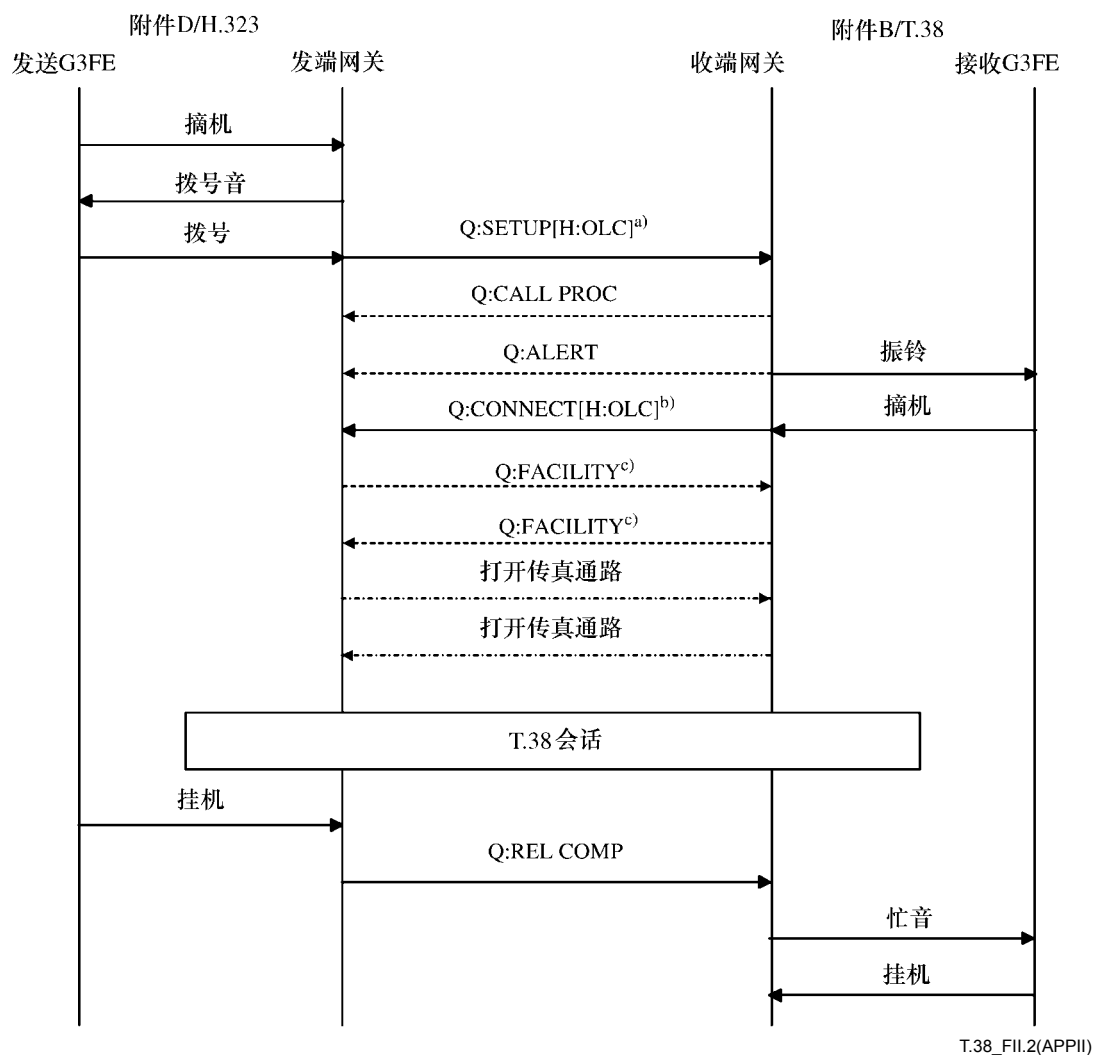 附件D/H.323
附件B/T.38
发送G3FE
发端网关
收端网关
接收G3FE
摘机
拨号音
拨号
Q:SETUP[H:OLC]a)
Q:CALL PROC
Q:ALERT
振铃
Q:CONNECT[H:OLC]b)
摘机
Q:FACILITYc)
Q:FACILITYc)
打开传真通路
打开传真通路
T.38会话
挂机
Q:REL COMP
忙音
挂机
T.38_FII.2(APPII)